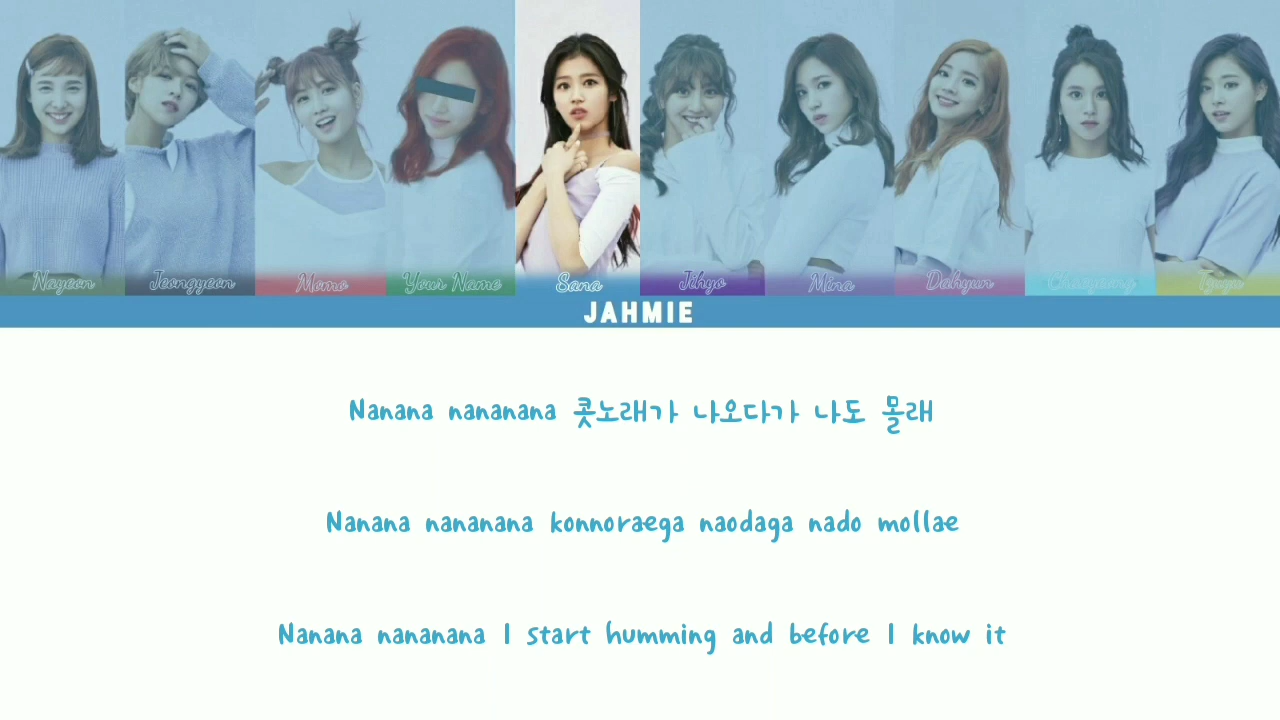 Nayeon Jeongyeon Momo Your Name Sana Jihyo Mina Dahyun Chaeyoung Tzuyu
JAHMIE
Nanana nananana 콧노래가 나오다가 나도 몰래
Nanana nananana konnoraega naodaga nado mollae
Nanana nananana I start humming and before I know it